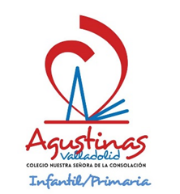 Agustinas
Valladolid
COLEGIO NUESTRA SEÑORA DE LA CONSOLACIÓN
Infantil/Primaria